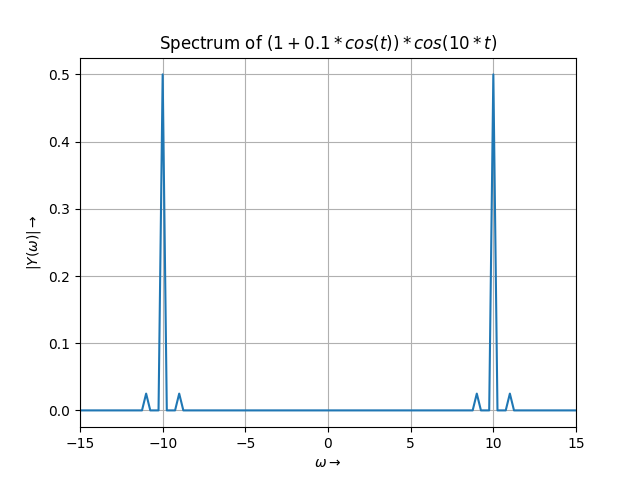 Spectrum of (1 + 0.1 * cos(t)) * cos(10 * t)
|Y(ω)| →
0.5
0.4
0.3
0.2
0.1
0.0
−15 −10 −5 0 5 10 15
ω →